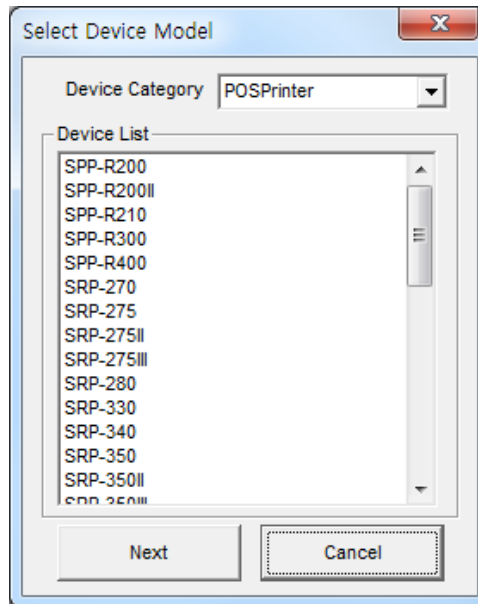 Select Device Model
Device Category POSPrinter
Device List
SPP-R200
SPP-R200II
SPP-R210
SPP-R300
SPP-R400
SRP-270
SRP-275
SRP-275II
SRP-275III
SRP-280
SRP-330
SRP-340
SRP-350
SRP-350II
SRP-350III
Next Cancel